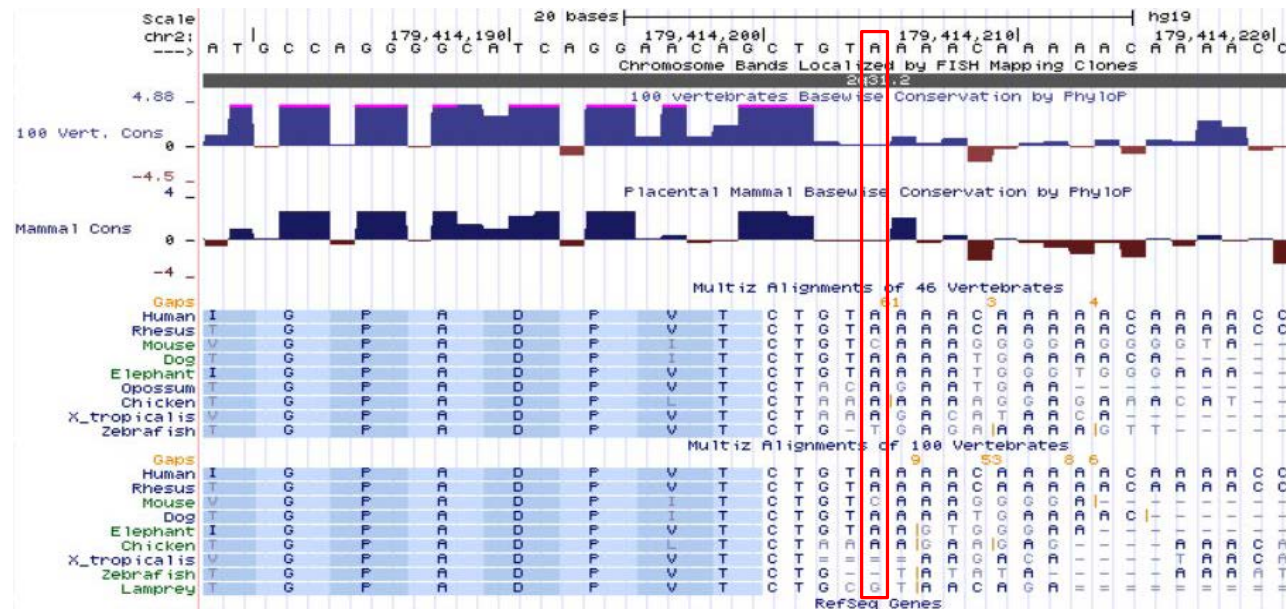 Scale 20 bases hg19
chr2: 179,414,190 179,414,200 179,414,210 179,414,220
---> A T G C C A G G G G C A T C A G G A A C A G C T G T A A A A C A A A A A C A A A A C C
Chromosome Bands Localized by FISH Mapping Clones
2q31.2
4.88 _ 100 vertebrates Basewise Conservation by PhyloP
100 Vert. Cons
0 -
-4.5 _
4 _ Placental Mammal Basewise Conservation by PhyloP
Mammal Cons
0 -
-4 _
Multiz Alignments of 46 Vertebrates
Gaps 61 3 4
Human I G P A D P V T C T G T A A A A C A A A A A C A A A A C C
Rhesus T G P A D P V T C T G T A A A A C A A A A A C A A A A C C
Mouse V G P A D P I T C T G T C A A A G G G G A G G G G T A - -
Dog T G P A D P I T C T G T A A A A T G A A A A C A - - - - -
Elephant I G P A D P V T C T G T A A A A T G G G T G G G A A A - -
Opossum T G P A D P V T C T A C A G A A T G A A - - - - - - - - -
Chicken T G P A D P L T C T A A A | A A A A G G A G A A A C A T - -
X_tropicalis V G P A D P V T C T A A A G A C A T A C A - - - - - -
Zebrafish T G P A D P V T C T G - T G A G A | A A A A | G T T - - - - -
Multiz Alignments of 100 Vertebrates
Gaps 9 53 8 6
Human I G P A D P V T C T G T A A A A C A A A A A C A A A A C C
Rhesus T G P A D P V T C T G T A A A A C A A A A A C A A A A C C
Mouse V G P A D P I T C T G T C A A A G G G G A | - - - - - - - -
Dog T G P A D P I T C T G T A A A A T G A A A A C | - - - - - -
Elephant I G P A D P V T C T G T A A | G T G G G A A - - - - - - - -
Chicken T G P A D P L T C T A A A A | G A A | G A G - - - - A A A C A
X_tropicalis V G P A D P V T C T = = = = A A G A C A - - - - T A A C A
Zebrafish T G P A D P V T C T G - - T | A T A T A - - - - - A A A A T
Lamprey T G P A D P V T C T G C G T A A C A G A = = = = = = = = =
RefSeq Genes